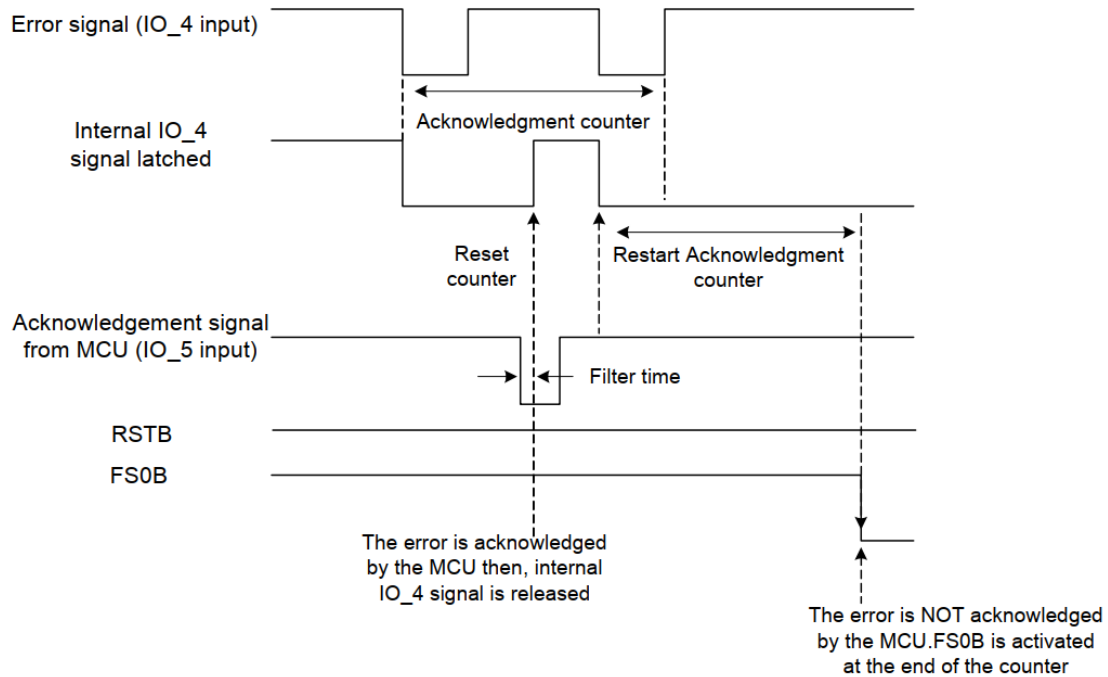 Error signal (IO_4 input)
Acknowledgment counter
Internal IO_4
signal latched
Reset
counter
Restart Acknowledgment
counter
Acknowledgement signal
from MCU (IO_5 input)
Filter time
RSTB
FS0B
The error is acknowledged
by the MCU then, internal
IO_4 signal is released
The error is NOT acknowledged
by the MCU.FS0B is activated
at the end of the counter